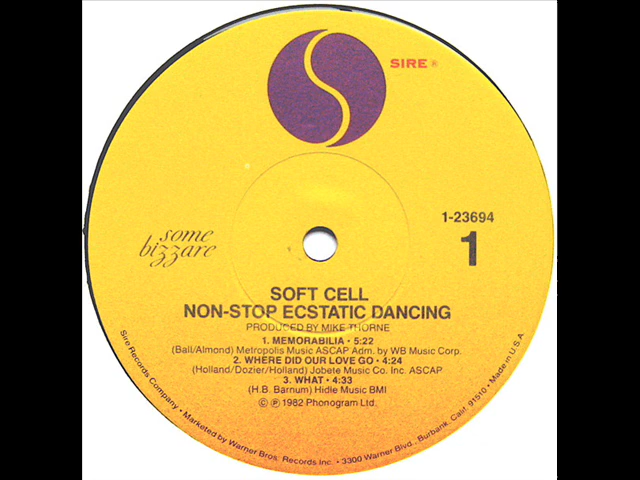 SIRE ®
some
bizzare
1-23694
1
SOFT CELL
NON-STOP ECSTATIC DANCING
PRODUCED BY MIKE THORNE
1. MEMORABILIA • 5:22
(Ball/Almond) Metropolis Music ASCAP Adm. by WB Music Corp.
2. WHERE DID OUR LOVE GO • 4:24
(Holland/Dozier/Holland) Jobete Music Co. Inc. ASCAP
3. WHAT • 4:33
(H.B. Barnum) Hidle Music BMI
© ℗ 1982 Phonogram Ltd.
Sire Records Company • Marketed by Warner Bros. Records Inc. • 3300 Warner Blvd., Burbank, Calif. 91510 • Made in U.S.A.